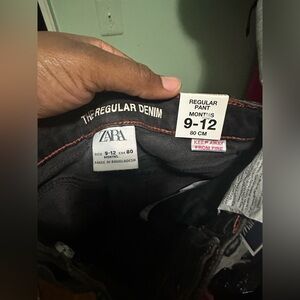 THE REGULAR DENIM
REGULAR
PANT
MONTHS
9-12
80 CM
KEEP AWAY
FROM FIRE
ZARA
9-12
MONTHS
80
MADE IN BANGLADESH